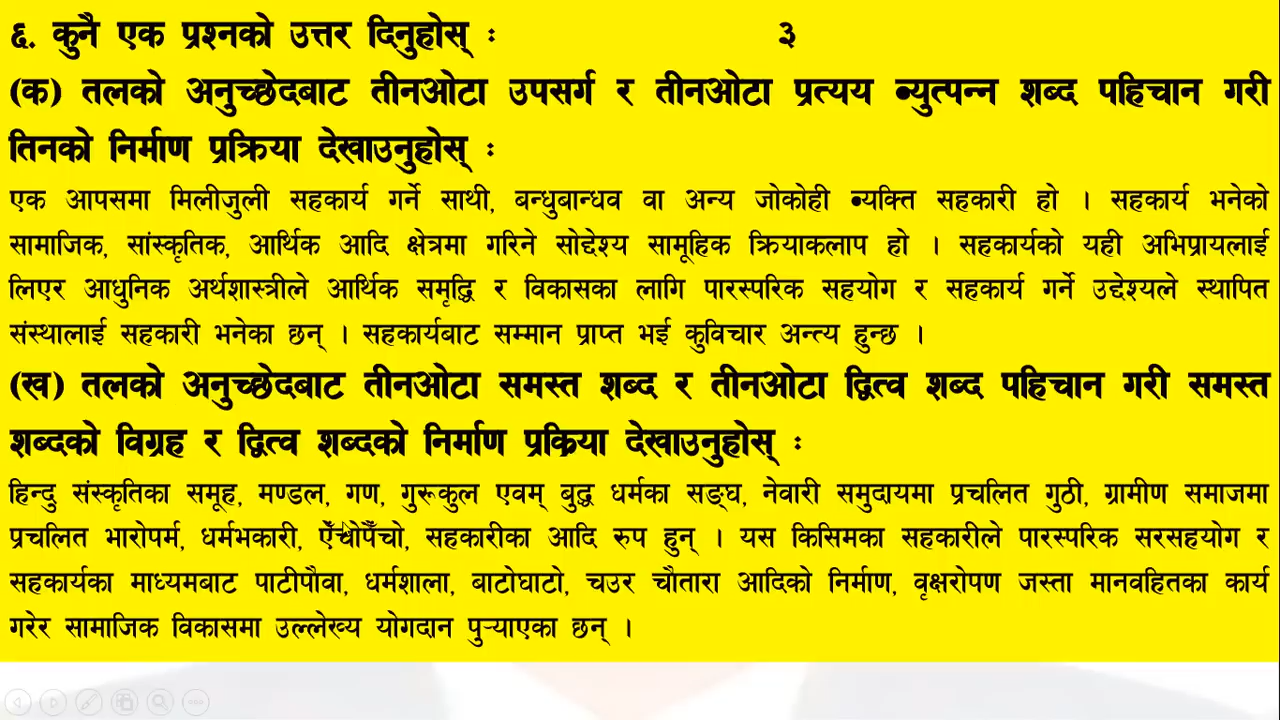 ६. कुनै एक प्रश्नको उत्तर दिनुहोस् : ३
(क) तलको अनुच्छेदबाट तीनओटा उपसर्ग र तीनओटा प्रत्यय व्युत्पन्न शब्द पहिचान गरी
तिनको निर्माण प्रक्रिया देखाउनुहोस् :
एक आपसमा मिलीजुली सहकार्य गर्ने साथी, बन्धुबान्धव वा अन्य जोकोही व्यक्ति सहकारी हो । सहकार्य भनेको
सामाजिक, सांस्कृतिक, आर्थिक आदि क्षेत्रमा गरिने सोद्देश्य सामूहिक क्रियाकलाप हो । सहकार्यको यही अभिप्रायलाई
लिएर आधुनिक अर्थशास्त्रीले आर्थिक समृद्धि र विकासका लागि पारस्परिक सहयोग र सहकार्य गर्ने उद्देश्यले स्थापित
संस्थालाई सहकारी भनेका छन् । सहकार्यबाट सम्मान प्राप्त भई कुविचार अन्त्य हुन्छ ।
(ख) तलको अनुच्छेदबाट तीनओटा समस्त शब्द र तीनओटा द्वित्व शब्द पहिचान गरी समस्त
शब्दको विग्रह र द्वित्व शब्दको निर्माण प्रक्रिया देखाउनुहोस् :
हिन्दु संस्कृतिका समूह, मण्डल, गण, गुरूकुल एवम् बुद्ध धर्मका सङ्घ, नेवारी समुदायमा प्रचलित गुठी, ग्रामीण समाजमा
प्रचलित भारोपर्म, धर्मभकारी, ऐँचोपैँचो, सहकारीका आदि रुप हुन् । यस किसिमका सहकारीले पारस्परिक सरसहयोग र
सहकार्यका माध्यमबाट पाटीपौवा, धर्मशाला, बाटोघाटो, चउर चौतारा आदिको निर्माण, वृक्षरोपण जस्ता मानवहितका कार्य
गरेर सामाजिक विकासमा उल्लेख्य योगदान पुऱ्याएका छन् ।